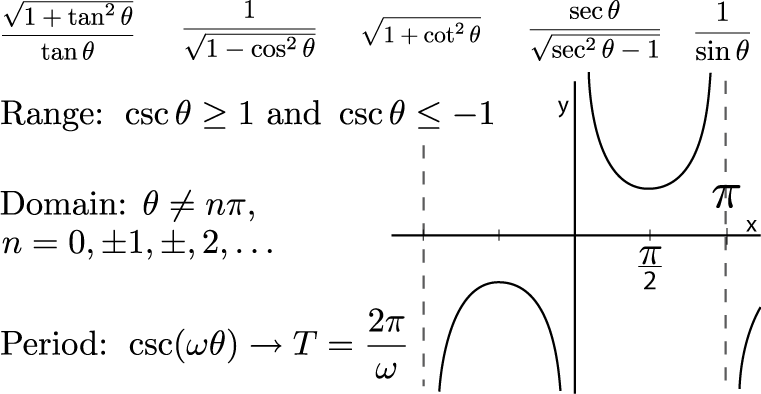 √(1 + tan² θ) / tan θ    1 / √(1 − cos² θ)    √(1 + cot² θ)    sec θ / √(sec² θ − 1)    1 / sin θ
Range: csc θ ≥ 1 and csc θ ≤ −1
y
Domain: θ ≠ nπ,
π
n = 0, ±1, ±, 2, ...
x
π/2
Period: csc(ωθ) → T = 2π/ω